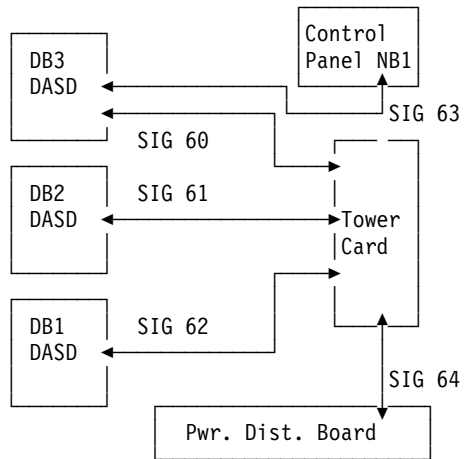 Control
Panel NB1
DB3
DASD
SIG 63
SIG 60
DB2
DASD
SIG 61
Tower
Card
DB1
DASD
SIG 62
SIG 64
Pwr. Dist. Board